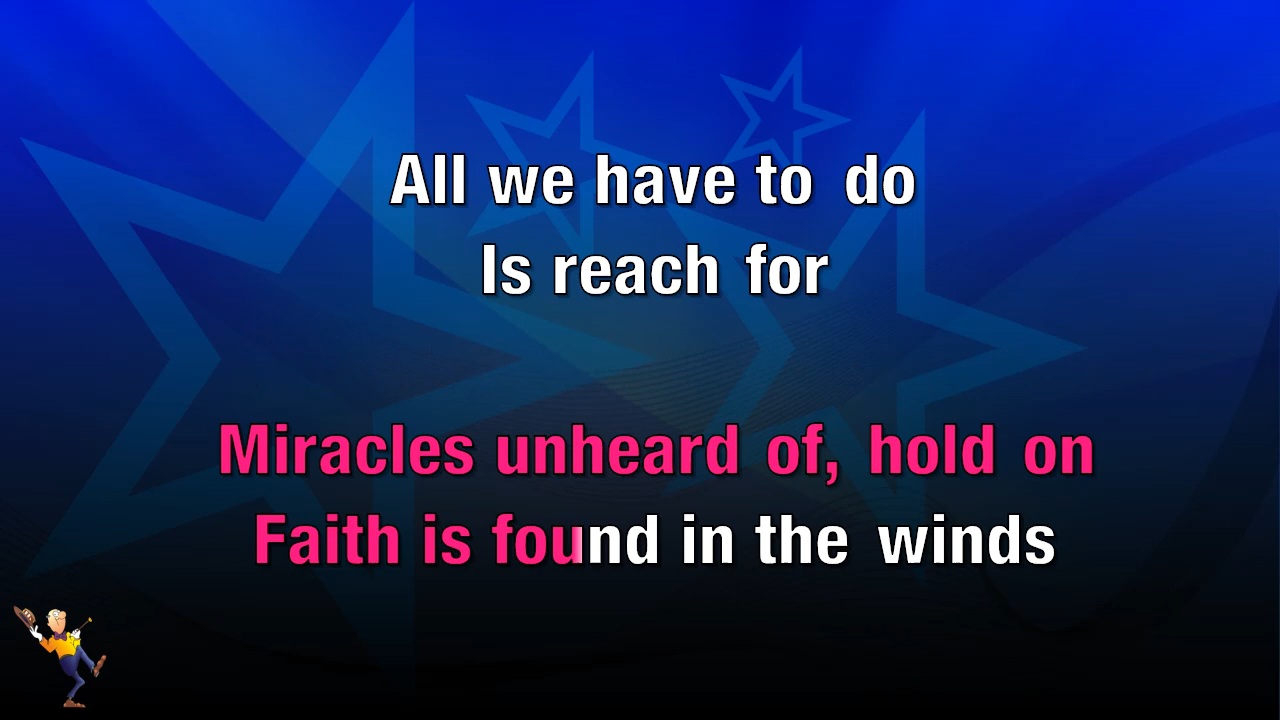 All we have to do
Is reach for
Miracles unheard of, hold on
Faith is found in the winds